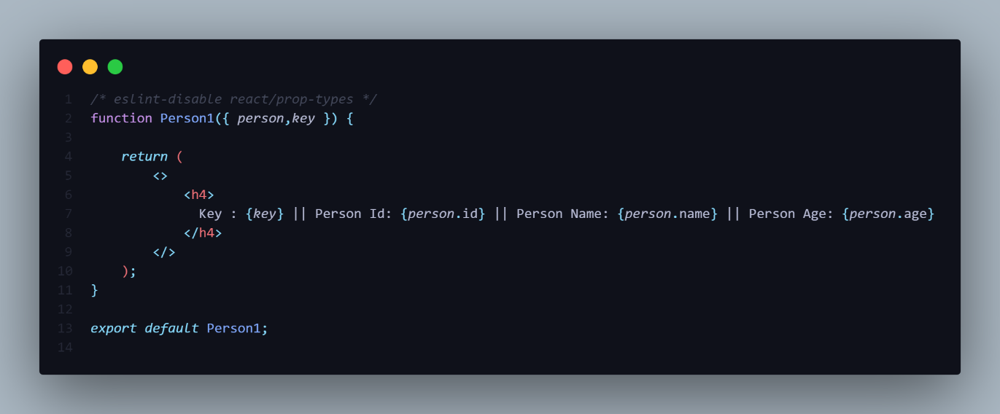 1 /* eslint-disable react/prop-types */
2 function Person1({ person,key }) {
3
4     return (
5         <>
6             <h4>
7               Key : {key} || Person Id: {person.id} || Person Name: {person.name} || Person Age: {person.age}
8             </h4>
9         </>
10     );
11 }
12
13 export default Person1;
14